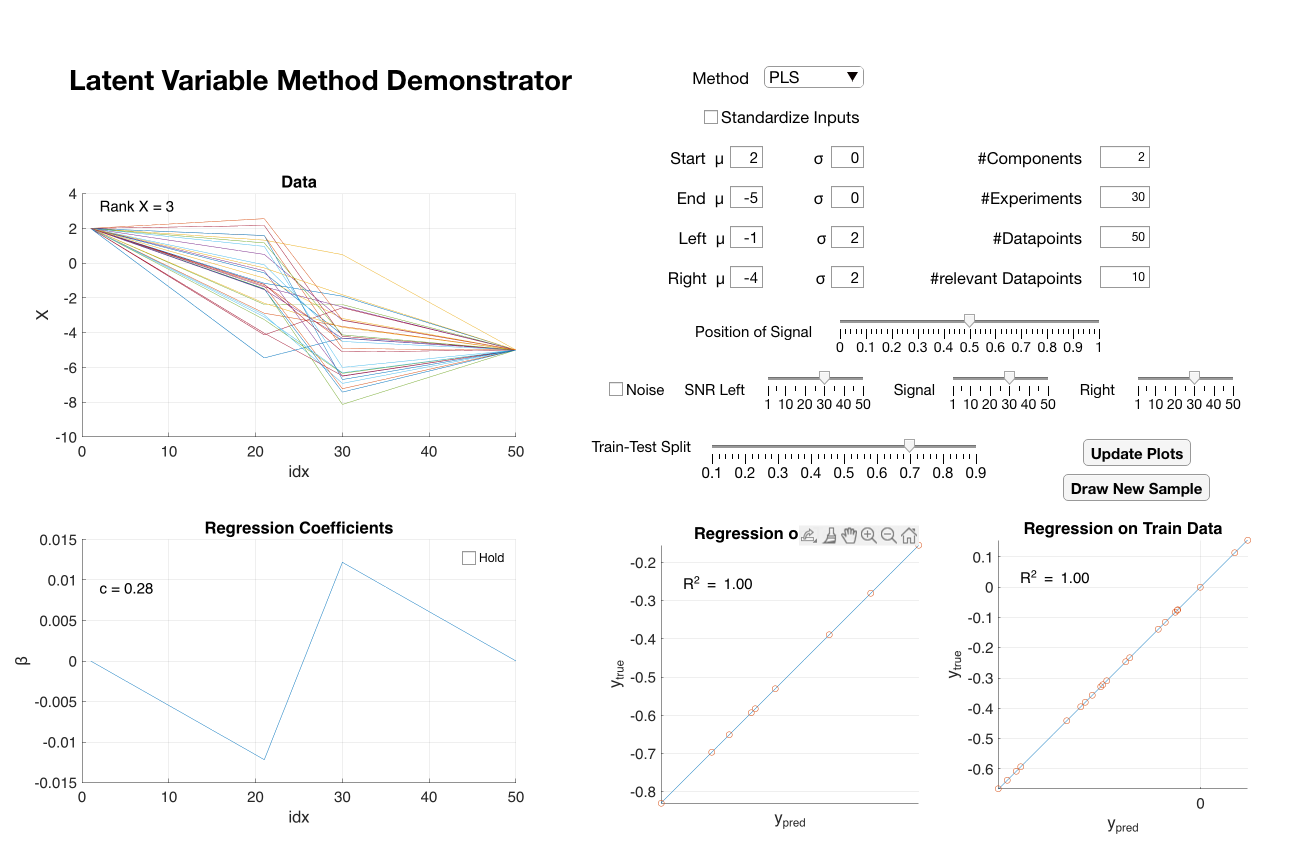 Latent Variable Method Demonstrator
Method PLS
Standardize Inputs
Start μ 2 σ 0 #Components 2
End μ -5 σ 0 #Experiments 30
Left μ -1 σ 2 #Datapoints 50
Right μ -4 σ 2 #relevant Datapoints 10
Position of Signal
0 0.1 0.2 0.3 0.4 0.5 0.6 0.7 0.8 0.9 1
Noise SNR Left 1 10 20 30 40 50 Signal 1 10 20 30 40 50 Right 1 10 20 30 40 50
Train-Test Split
0.1 0.2 0.3 0.4 0.5 0.6 0.7 0.8 0.9
Update Plots
Draw New Sample
Data
Rank X = 3
X
4
2
0
-2
-4
-6
-8
-10
0 10 20 30 40 50
idx
Regression Coefficients
Hold
c = 0.28
β
0.015
0.01
0.005
0
-0.005
-0.01
-0.015
0 10 20 30 40 50
idx
Regression o
R² = 1.00
ytrue
-0.2
-0.3
-0.4
-0.5
-0.6
-0.7
-0.8
ypred
Regression on Train Data
R² = 1.00
ytrue
0.1
0
-0.1
-0.2
-0.3
-0.4
-0.5
-0.6
0
ypred